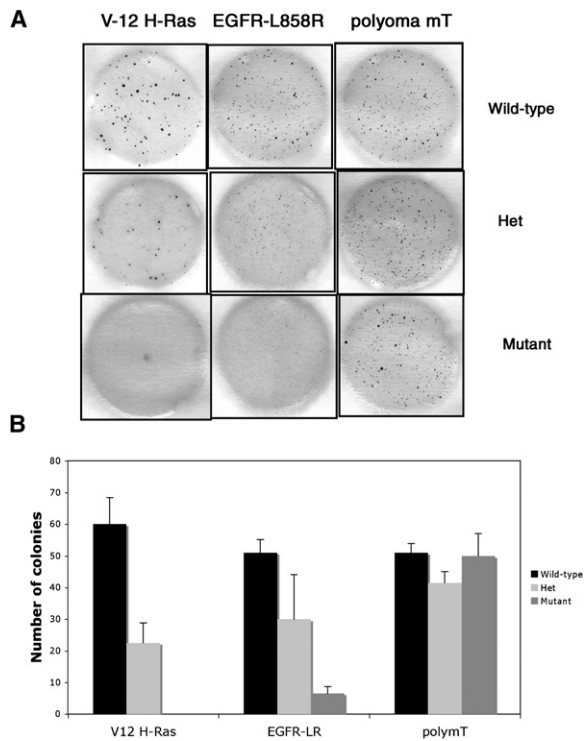 A
V-12 H-Ras EGFR-L858R polyoma mT
Wild-type
Het
Mutant
B
Number of colonies
80
70
60
50
40
30
20
10
0
V12 H-Ras EGFR-LR polymT
Wild-type
Het
Mutant